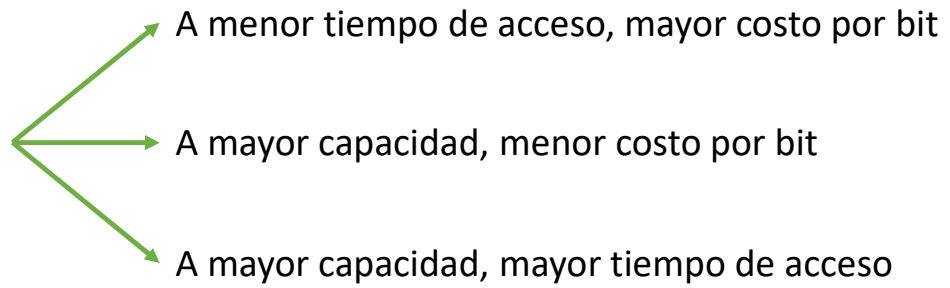 A menor tiempo de acceso, mayor costo por bit
A mayor capacidad, menor costo por bit
A mayor capacidad, mayor tiempo de acceso